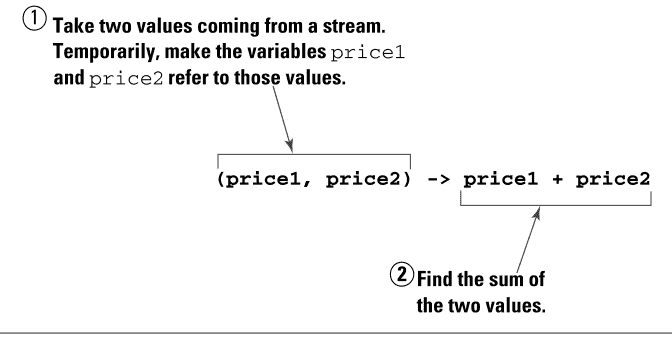 1 Take two values coming from a stream.
Temporarily, make the variables price1
and price2 refer to those values.
(price1, price2) -> price1 + price2
2 Find the sum of
the two values.